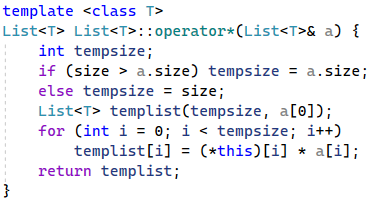 template <class T>
List<T> List<T>::operator*(List<T>& a) {
    int tempsize;
    if (size > a.size) tempsize = a.size;
    else tempsize = size;
    List<T> templist(tempsize, a[0]);
    for (int i = 0; i < tempsize; i++)
        templist[i] = (*this)[i] * a[i];
    return templist;
}